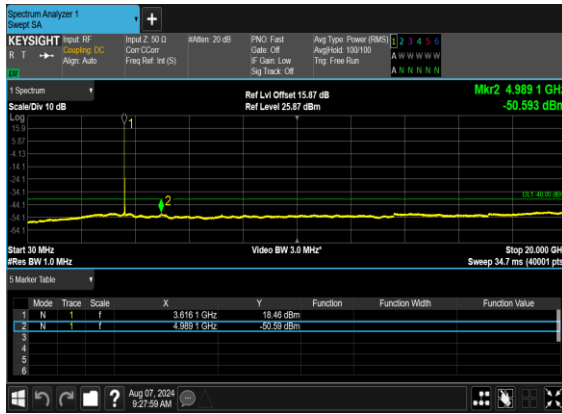 Spectrum Analyzer 1
Swept SA
KEYSIGHT Input: RF Input Z: 50 Ω #Atten: 20 dB PNO: Fast Avg Type: Power (RMS) 1 2 3 4 5 6
R T Coupling: DC Corr CCorr Gate: Off Avg|Hold: 100/100 A W W W W W
Align: Auto Freq Ref: Int (S) IF Gain: Low Trig: Free Run
Sig Track: Off A N N N N N
1 Spectrum Ref Lvl Offset 15.87 dB Mkr2 4.989 1 GHz
Scale/Div 10 dB Ref Level 25.87 dBm -50.593 dBm
Log
15.9
5.87
-4.13
-14.1
-24.1
-34.1
-44.1
-54.1
-64.1
1
2
Start 30 MHz Video BW 3.0 MHz* Stop 20.000 GHz
#Res BW 1.0 MHz Sweep 34.7 ms (40001 pts)
5 Marker Table
Mode Trace Scale X Y Function Function Width Function Value
1 N 1 f 3.616 1 GHz 18.46 dBm
2 N 1 f 4.989 1 GHz -50.59 dBm
3
4
5
6
? Aug 07, 2024
9:27:59 AM